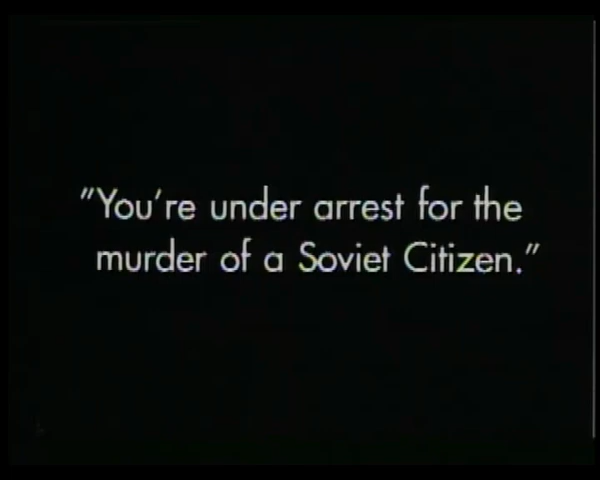 "You're under arrest for the
murder of a Soviet Citizen."